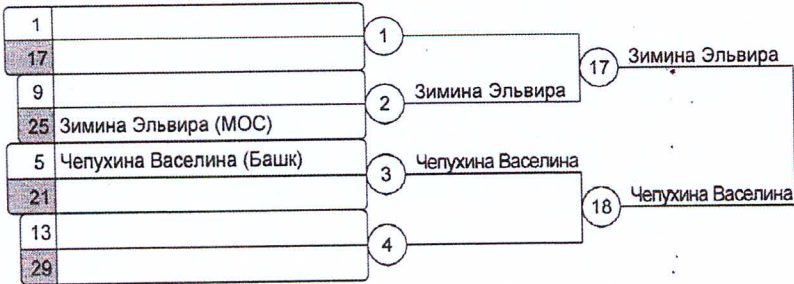 1
17
1
9
25 Зимина Эльвира (МОС)
2 Зимина Эльвира
17 Зимина Эльвира
5 Чепухина Васелина (Башк)
21
3 Чепухина Васелина
13
29
4
18 Чепухина Васелина